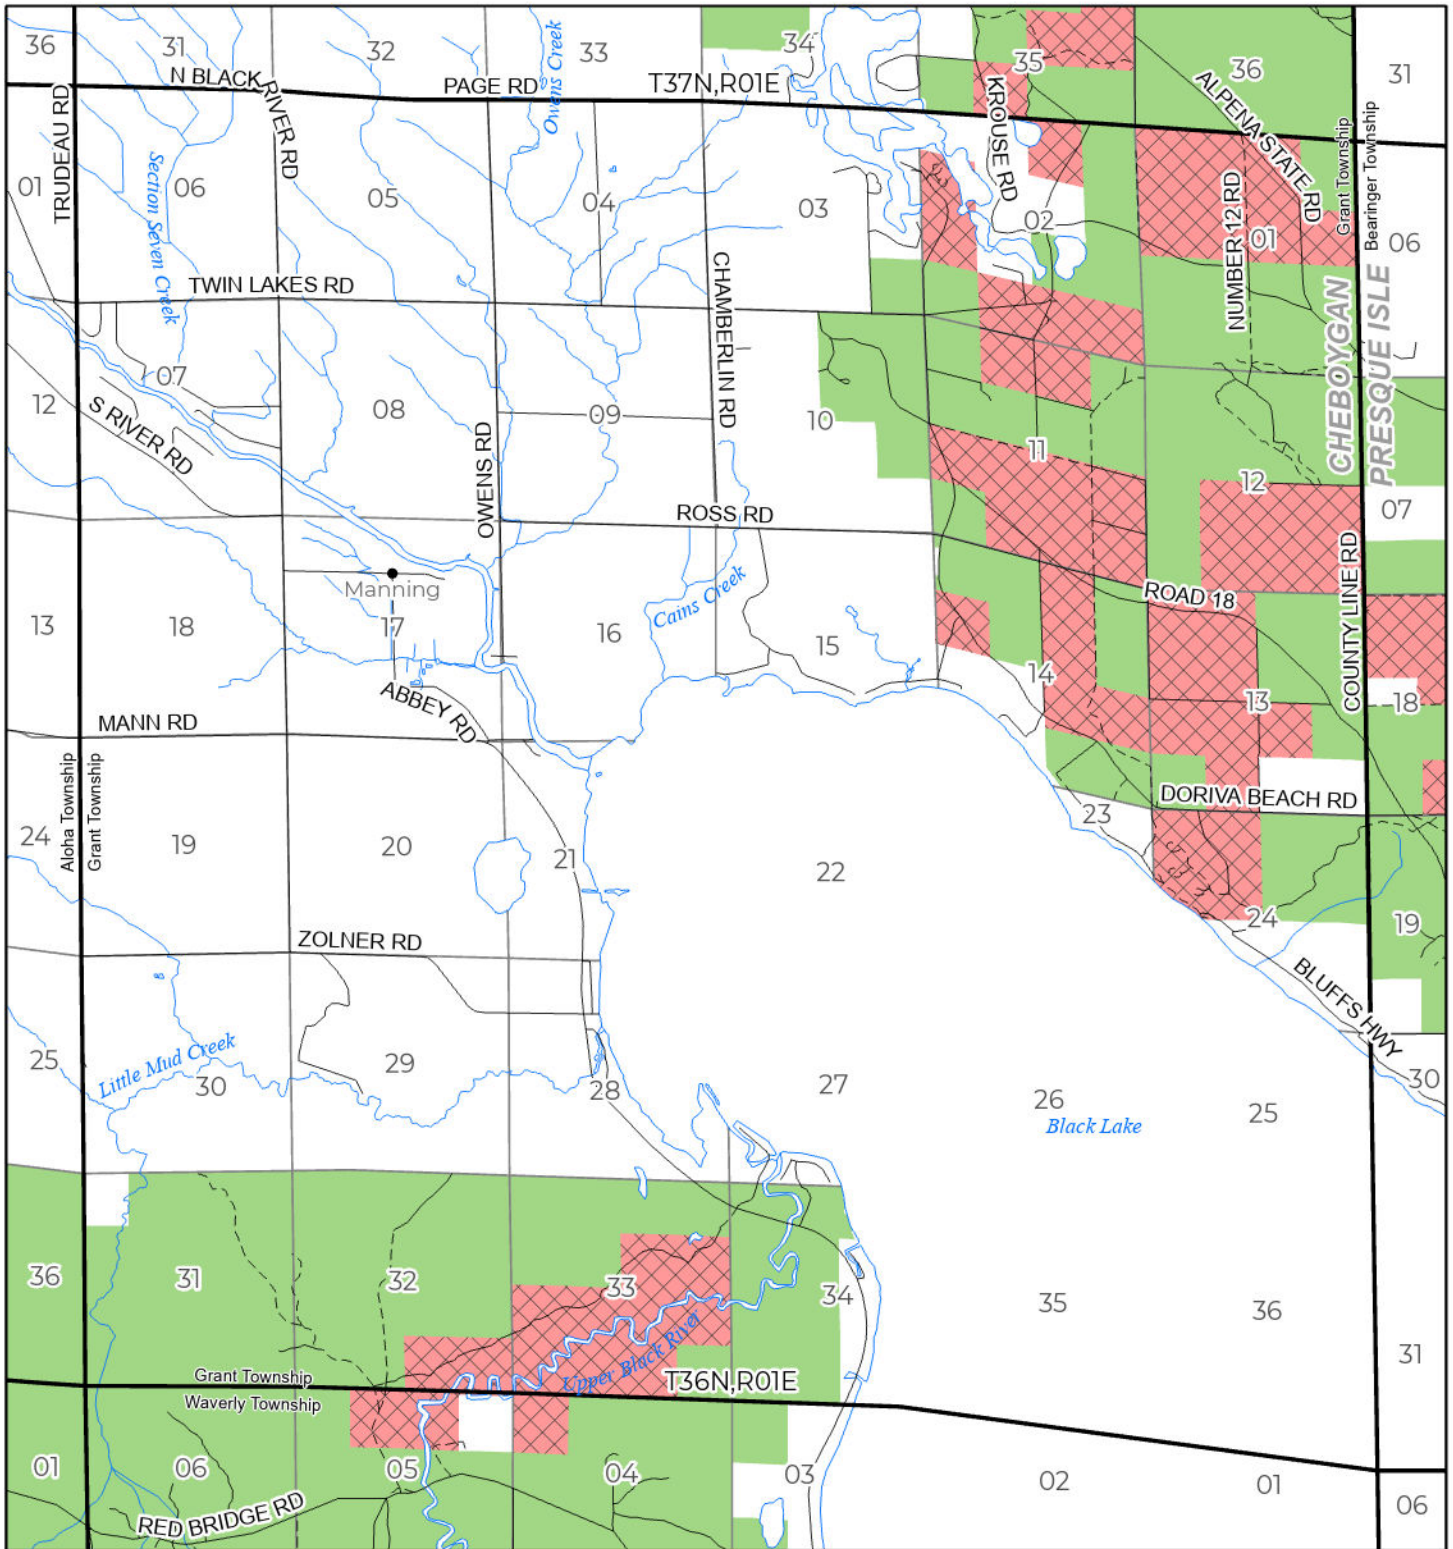 36
31
32
33
34
35
36
31
N BLACK RIVER RD
PAGE RD
Owens Creek
T37N,R01E
KROUSE RD
ALPENA STATE RD
TRUDEAU RD
Grant Township
Bearinger Township
01
Section Seven Creek
06
05
04
03
02
NUMBER 12 RD
01
06
TWIN LAKES RD
CHAMBERLIN RD
CHEBOYGAN
PRESQUE ISLE
07
12
S RIVER RD
08
09
10
11
12
07
OWENS RD
ROSS RD
COUNTY LINE RD
Manning
Cains Creek
ROAD 18
13
18
17
16
15
14
13
18
ABBEY RD
MANN RD
Aloha Township
Grant Township
DORIVA BEACH RD
23
24
19
20
21
22
24
19
ZOLNER RD
BLUFFS HWY
25
Little Mud Creek
30
29
28
27
26
Black Lake
25
30
36
31
32
33
34
35
36
31
Upper Black River
Grant Township
Waverly Township
T36N,R01E
01
06
05
04
03
02
01
06
RED BRIDGE RD